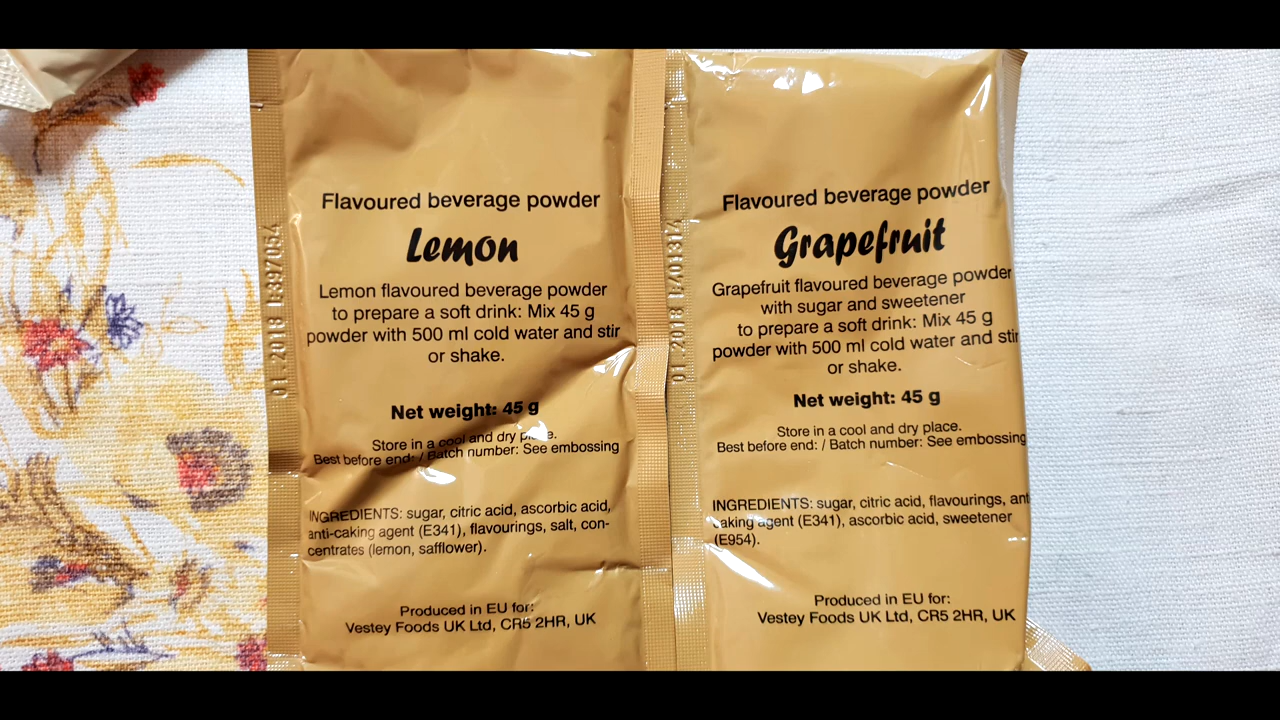 Flavoured beverage powder
Lemon
Lemon flavoured beverage powder
to prepare a soft drink: Mix 45 g
powder with 500 ml cold water and stir
or shake.
Net weight: 45 g
Store in a cool and dry place.
Best before end: / Batch number: See embossing
INGREDIENTS: sugar, citric acid, ascorbic acid,
anti-caking agent (E341), flavourings, salt, con-
centrates (lemon, safflower).
Produced in EU for:
Vestey Foods UK Ltd, CR5 2HR, UK
01.2018 L397054
Flavoured beverage powder
Grapefruit
Grapefruit flavoured beverage powder
with sugar and sweetener
to prepare a soft drink: Mix 45 g
powder with 500 ml cold water and stir
or shake.
Net weight: 45 g
Store in a cool and dry place.
Best before end: / Batch number: See embossing
INGREDIENTS: sugar, citric acid, flavourings, anti
caking agent (E341), ascorbic acid, sweetener
(E954).
Produced in EU for:
Vestey Foods UK Ltd, CR5 2HR, UK
01.2018